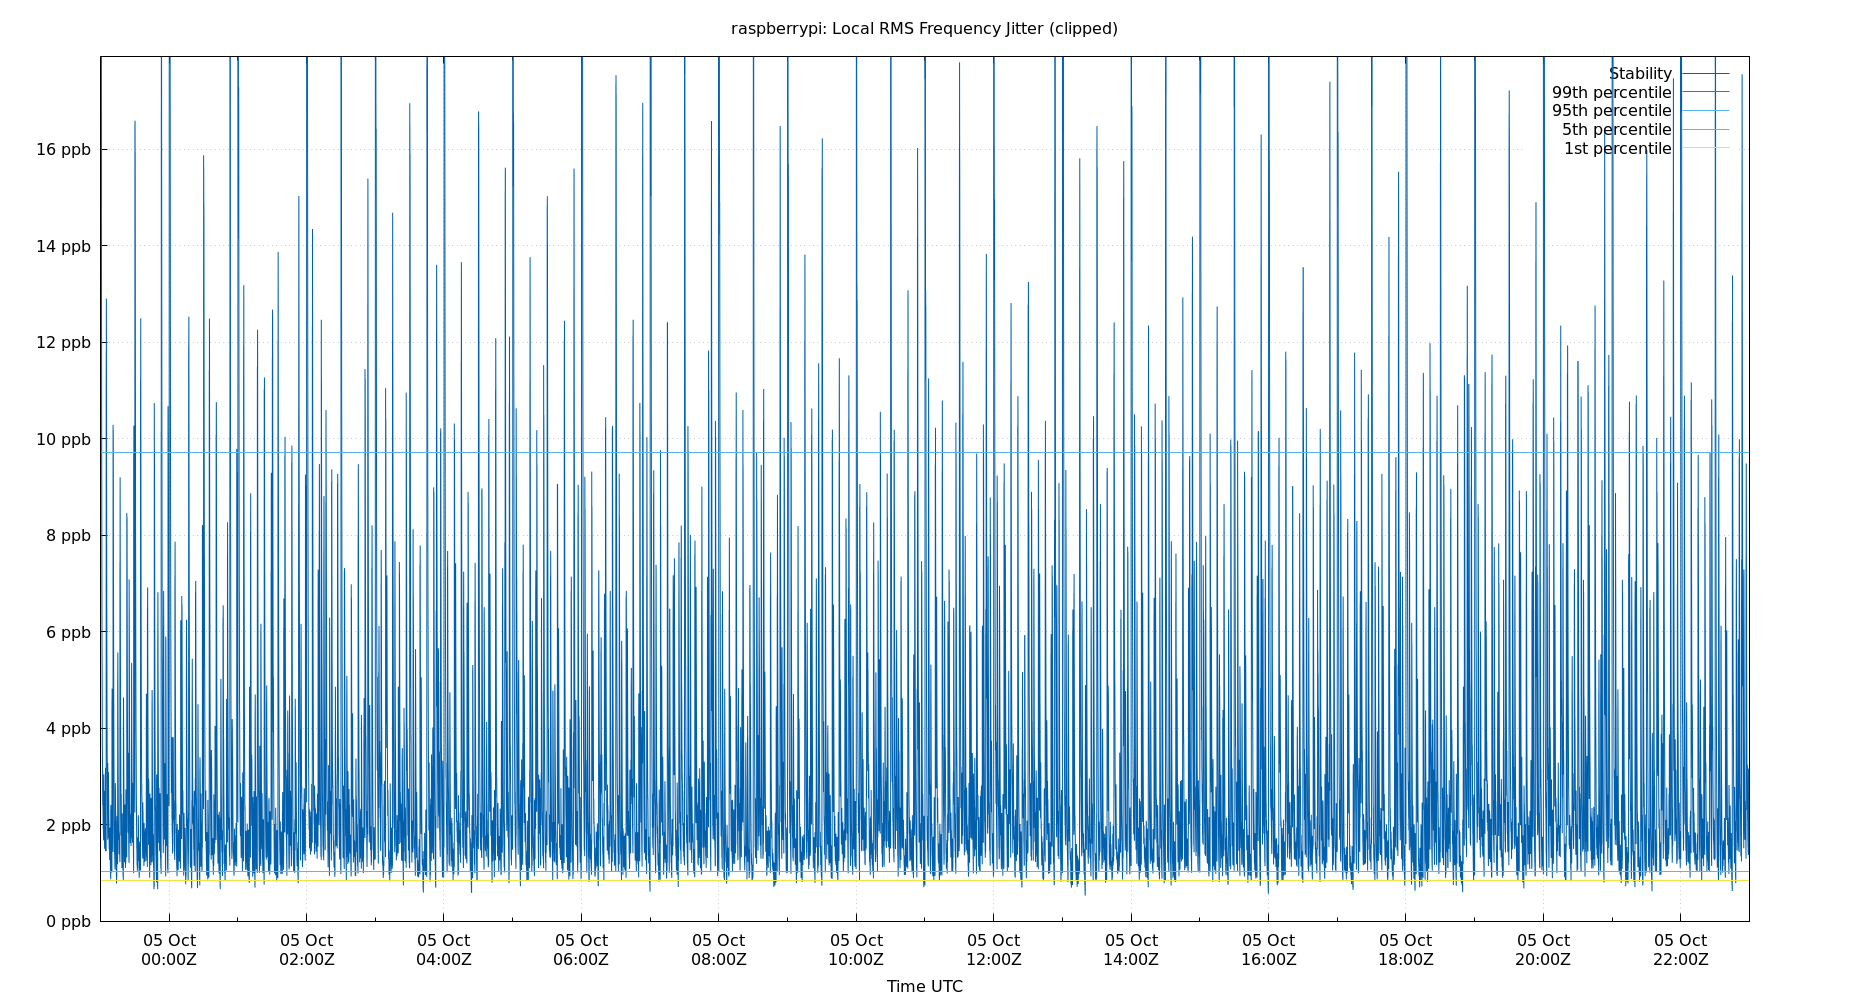 raspberrypi: Local RMS Frequency Jitter (clipped)
Stability
99th percentile
95th percentile
5th percentile
1st percentile
16 ppb
14 ppb
12 ppb
10 ppb
8 ppb
6 ppb
4 ppb
2 ppb
0 ppb
05 Oct 05 Oct 05 Oct 05 Oct 05 Oct 05 Oct 05 Oct 05 Oct 05 Oct 05 Oct 05 Oct 05 Oct
00:00Z 02:00Z 04:00Z 06:00Z 08:00Z 10:00Z 12:00Z 14:00Z 16:00Z 18:00Z 20:00Z 22:00Z
Time UTC